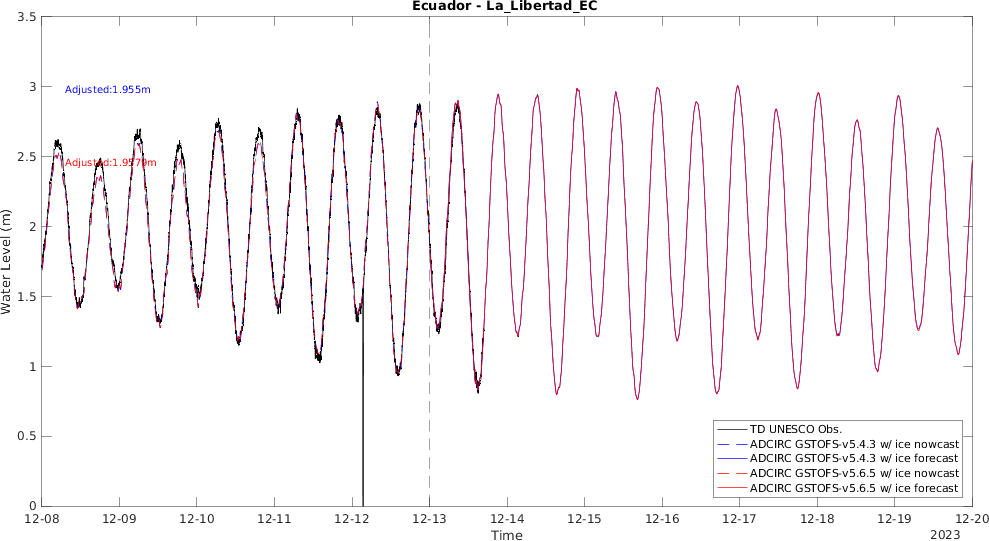 Ecuador - La_Libertad_EC
3.5
3
2.5
2
1.5
1
0.5
0
Water Level (m)
Adjusted:1.955m
Adjusted:1.9579m
TD UNESCO Obs.
ADCIRC GSTOFS-v5.4.3 w/ ice nowcast
ADCIRC GSTOFS-v5.4.3 w/ ice forecast
ADCIRC GSTOFS-v5.6.5 w/ ice nowcast
ADCIRC GSTOFS-v5.6.5 w/ ice forecast
12-08 12-09 12-10 12-11 12-12 12-13 12-14 12-15 12-16 12-17 12-18 12-19 12-20
Time
2023